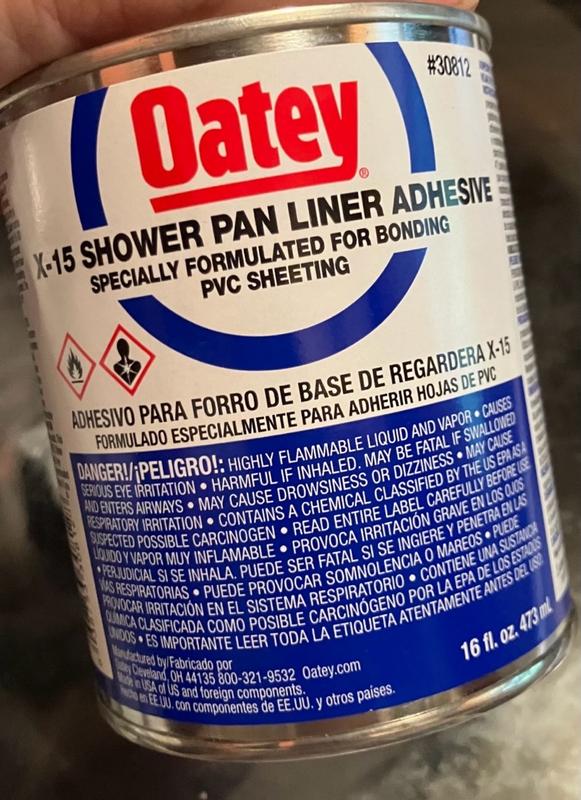 #30812
Oatey®
X-15 SHOWER PAN LINER ADHESIVE
SPECIALLY FORMULATED FOR BONDING
PVC SHEETING
ADHESIVO PARA FORRO DE BASE DE REGARDERA X-15
FORMULADO ESPECIALMENTE PARA ADHERIR HOJAS DE PVC
DANGER!/¡PELIGRO!: HIGHLY FLAMMABLE LIQUID AND VAPOR • CAUSES
SERIOUS EYE IRRITATION • HARMFUL IF INHALED. MAY BE FATAL IF SWALLOWED
AND ENTERS AIRWAYS • MAY CAUSE DROWSINESS OR DIZZINESS • MAY CAUSE
RESPIRATORY IRRITATION • CONTAINS A CHEMICAL CLASSIFIED BY THE US EPA AS A
SUSPECTED POSSIBLE CARCINOGEN • READ ENTIRE LABEL CAREFULLY BEFORE USE.
LÍQUIDO Y VAPOR MUY INFLAMABLE • PROVOCA IRRITACIÓN GRAVE EN LOS OJOS
• PERJUDICIAL SI SE INHALA. PUEDE SER FATAL SI SE INGIERE Y PENETRA EN LAS
VÍAS RESPIRATORIAS • PUEDE PROVOCAR SOMNOLENCIA O MAREOS • PUEDE
PROVOCAR IRRITACIÓN EN EL SISTEMA RESPIRATORIO • CONTIENE UNA SUSTANCIA
QUÍMICA CLASIFICADA COMO POSIBLE CARCINÓGENO POR LA EPA DE LOS ESTADOS
UNIDOS • ES IMPORTANTE LEER TODA LA ETIQUETA ATENTAMENTE ANTES DEL USO.
Manufactured by/Fabricado por
Oatey Cleveland, OH 44135 800-321-9532 Oatey.com
Made in USA of US and foreign components.
Hecho en EE.UU. con componentes de EE.UU. y otros países.
16 fl. oz. 473 mL